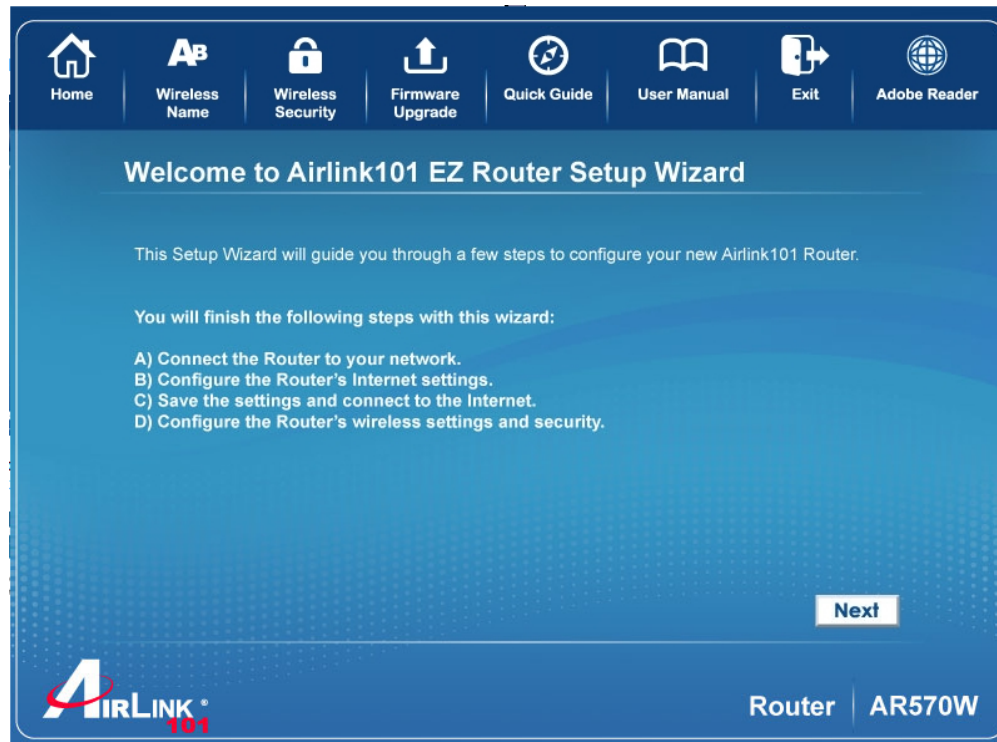 Home
Wireless Name
Wireless Security
Firmware Upgrade
Quick Guide
User Manual
Exit
Adobe Reader
AB
Welcome to Airlink101 EZ Router Setup Wizard
This Setup Wizard will guide you through a few steps to configure your new Airlink101 Router.
You will finish the following steps with this wizard:
A) Connect the Router to your network.
B) Configure the Router's Internet settings.
C) Save the settings and connect to the Internet.
D) Configure the Router's wireless settings and security.
Next
AIRLINK
101
Router
AR570W